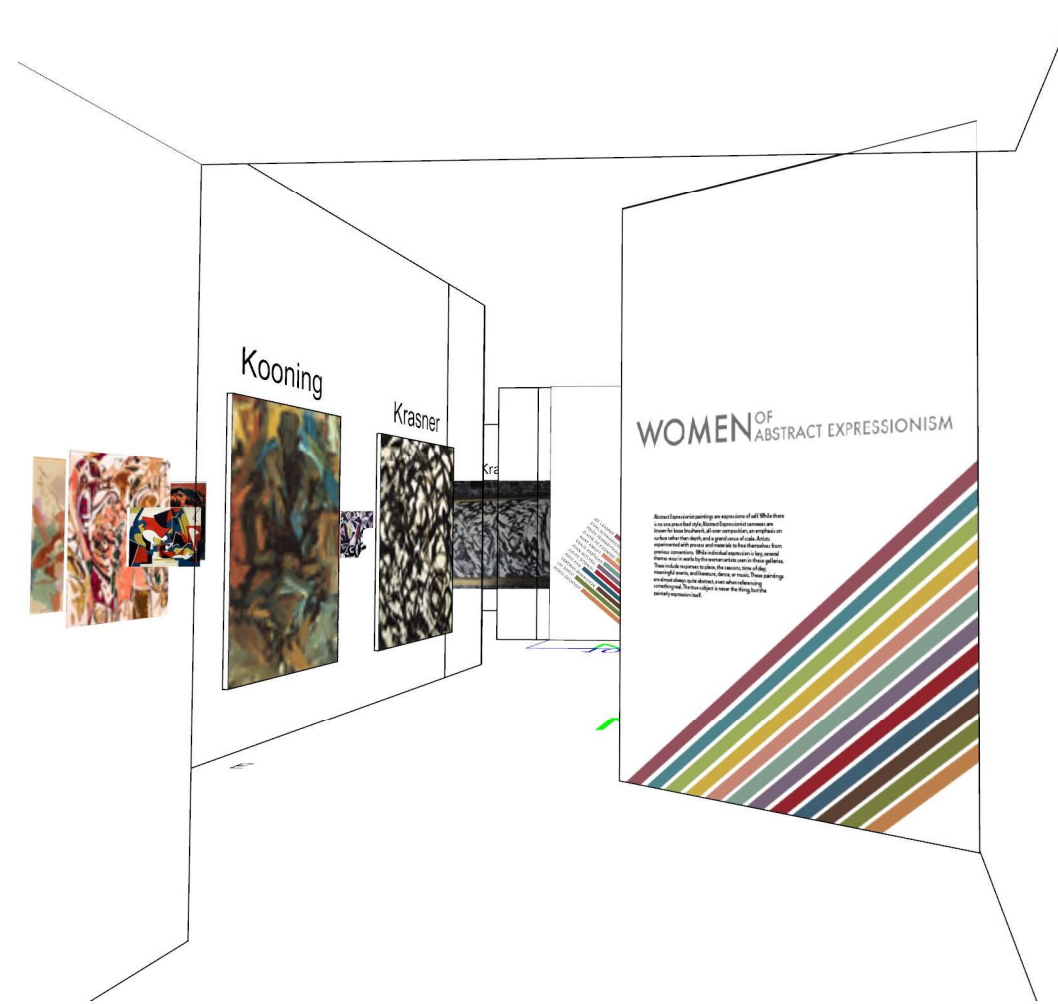 Kooning
Krasner
Kra
WOMEN OF ABSTRACT EXPRESSIONISM
Abstract Expressionist paintings are expressions of self. While there
is no one prescribed style, Abstract Expressionist canvases are
known for loose brushwork, all-over composition, an emphasis on
surface rather than depth, and a grand sense of scale. Artists
experimented with process and materials to free themselves from
previous conventions. While individual expression is key, several
themes recur in works by the women artists seen in these galleries.
These include responses to place, the seasons, time of day,
meaningful events, and literature, dance, or music. These paintings
are almost always quite abstract, even when referencing
something real. The true subject is never the thing, but the
painterly expression itself.